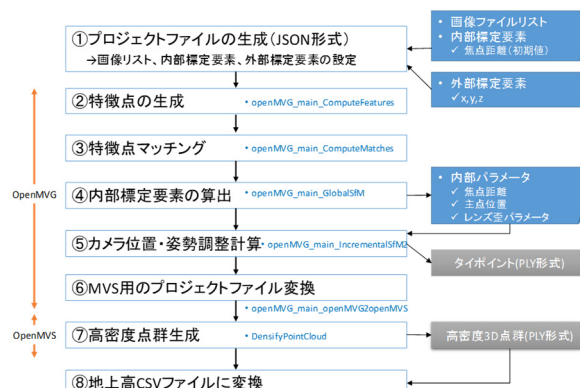 ①プロジェクトファイルの生成(JSON形式)
→画像リスト、内部標定要素、外部標定要素の設定
• 画像ファイルリスト
• 内部標定要素
✓ 焦点距離(初期値)
• 外部標定要素
✓x,y,z
②特徴点の生成
• openMVG_main_ComputeFeatures
③特徴点マッチング
• openMVG_main_ComputeMatches
OpenMVG
④内部標定要素の算出
• openMVG_main_GlobalSfM
• 内部パラメータ
✓ 焦点距離
✓ 主点位置
✓ レンズ歪パラメータ
⑤カメラ位置・姿勢調整計算
• openMVG_main_IncrementalSfM2
タイポイント(PLY形式)
⑥MVS用のプロジェクトファイル変換
• openMVG_main_openMVG2openMVS
OpenMVS
⑦高密度点群生成
• DensifyPointCloud
高密度3D点群(PLY形式)
⑧地上高CSVファイルに変換